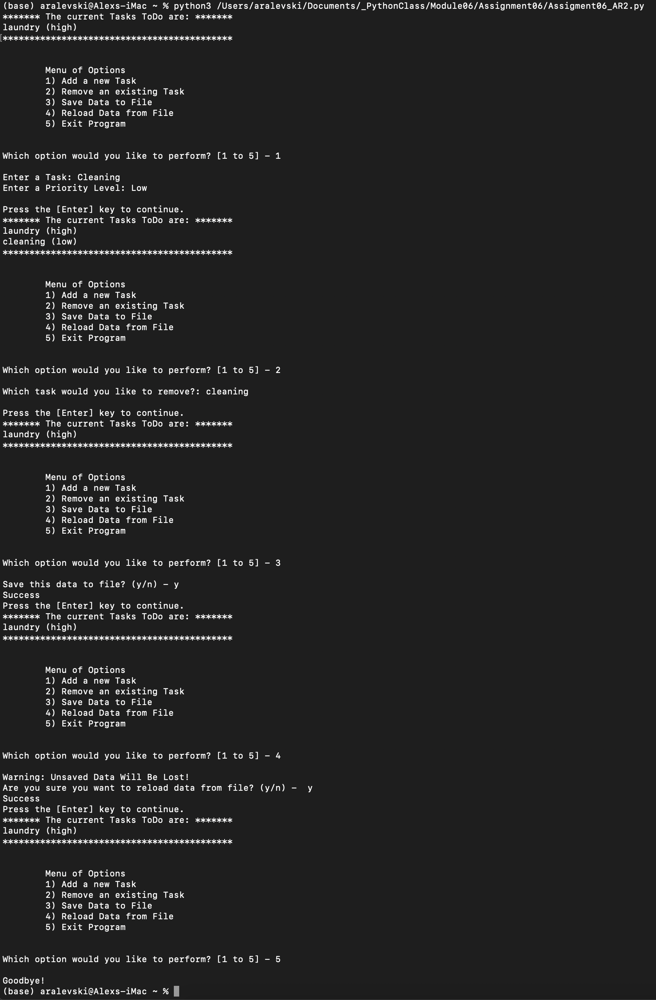 (base) aralevski@Alexs-iMac ~ % python3 /Users/aralevski/Documents/_PythonClass/Module06/Assignment06/Assigment06_AR2.py
******* The current Tasks ToDo are: *******
laundry (high)
[*******************************************
Menu of Options
1) Add a new Task
2) Remove an existing Task
3) Save Data to File
4) Reload Data from File
5) Exit Program
Which option would you like to perform? [1 to 5] - 1
Enter a Task: Cleaning
Enter a Priority Level: Low
Press the [Enter] key to continue.
******* The current Tasks ToDo are: *******
laundry (high)
cleaning (low)
*******************************************
Menu of Options
1) Add a new Task
2) Remove an existing Task
3) Save Data to File
4) Reload Data from File
5) Exit Program
Which option would you like to perform? [1 to 5] - 2
Which task would you like to remove?: cleaning
Press the [Enter] key to continue.
******* The current Tasks ToDo are: *******
laundry (high)
*******************************************
Menu of Options
1) Add a new Task
2) Remove an existing Task
3) Save Data to File
4) Reload Data from File
5) Exit Program
Which option would you like to perform? [1 to 5] - 3
Save this data to file? (y/n) - y
Success
Press the [Enter] key to continue.
******* The current Tasks ToDo are: *******
laundry (high)
*******************************************
Menu of Options
1) Add a new Task
2) Remove an existing Task
3) Save Data to File
4) Reload Data from File
5) Exit Program
Which option would you like to perform? [1 to 5] - 4
Warning: Unsaved Data Will Be Lost!
Are you sure you want to reload data from file? (y/n) -  y
Success
Press the [Enter] key to continue.
******* The current Tasks ToDo are: *******
laundry (high)
*******************************************
Menu of Options
1) Add a new Task
2) Remove an existing Task
3) Save Data to File
4) Reload Data from File
5) Exit Program
Which option would you like to perform? [1 to 5] - 5
Goodbye!
(base) aralevski@Alexs-iMac ~ %